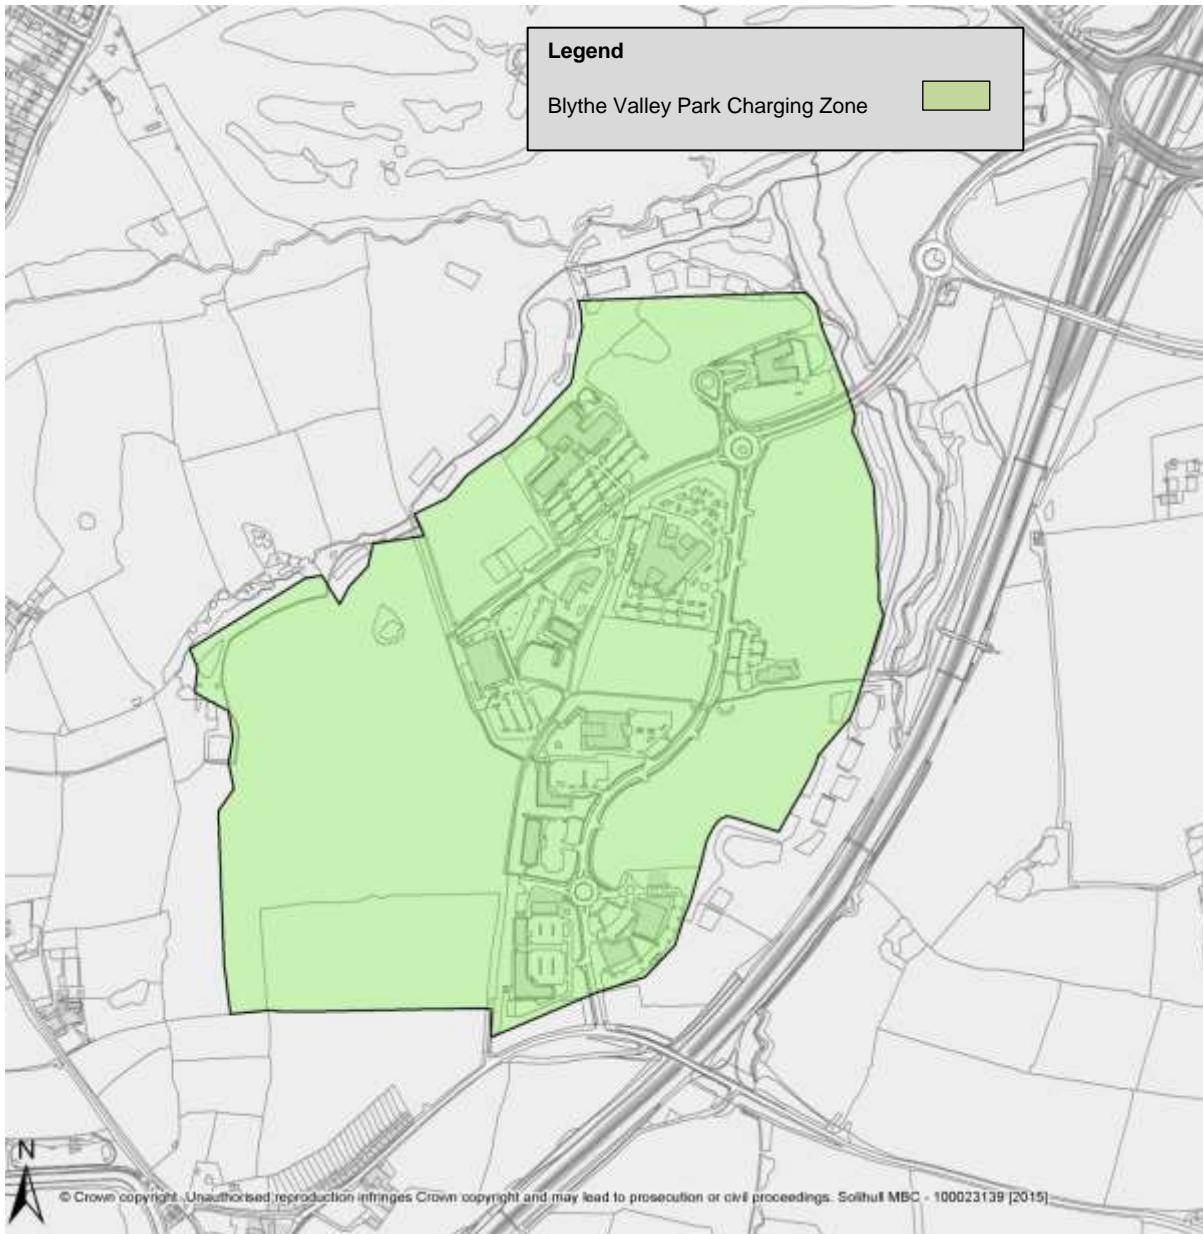 Legend
Blythe Valley Park Charging Zone
N
© Crown copyright. Unauthorised reproduction infringes Crown copyright and may lead to prosecution or civil proceedings. Solihull MBC - 100023139 [2015]